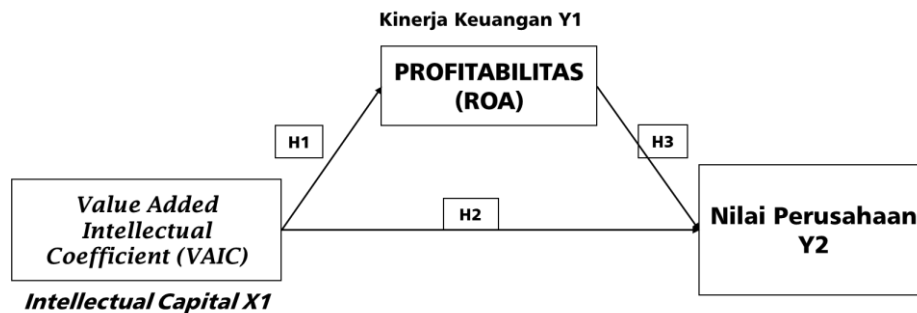 Kinerja Keuangan Y1
PROFITABILITAS
(ROA)
H1
H3
Value Added
Intellectual
Coefficient (VAIC)
H2
Nilai Perusahaan
Y2
Intellectual Capital X1